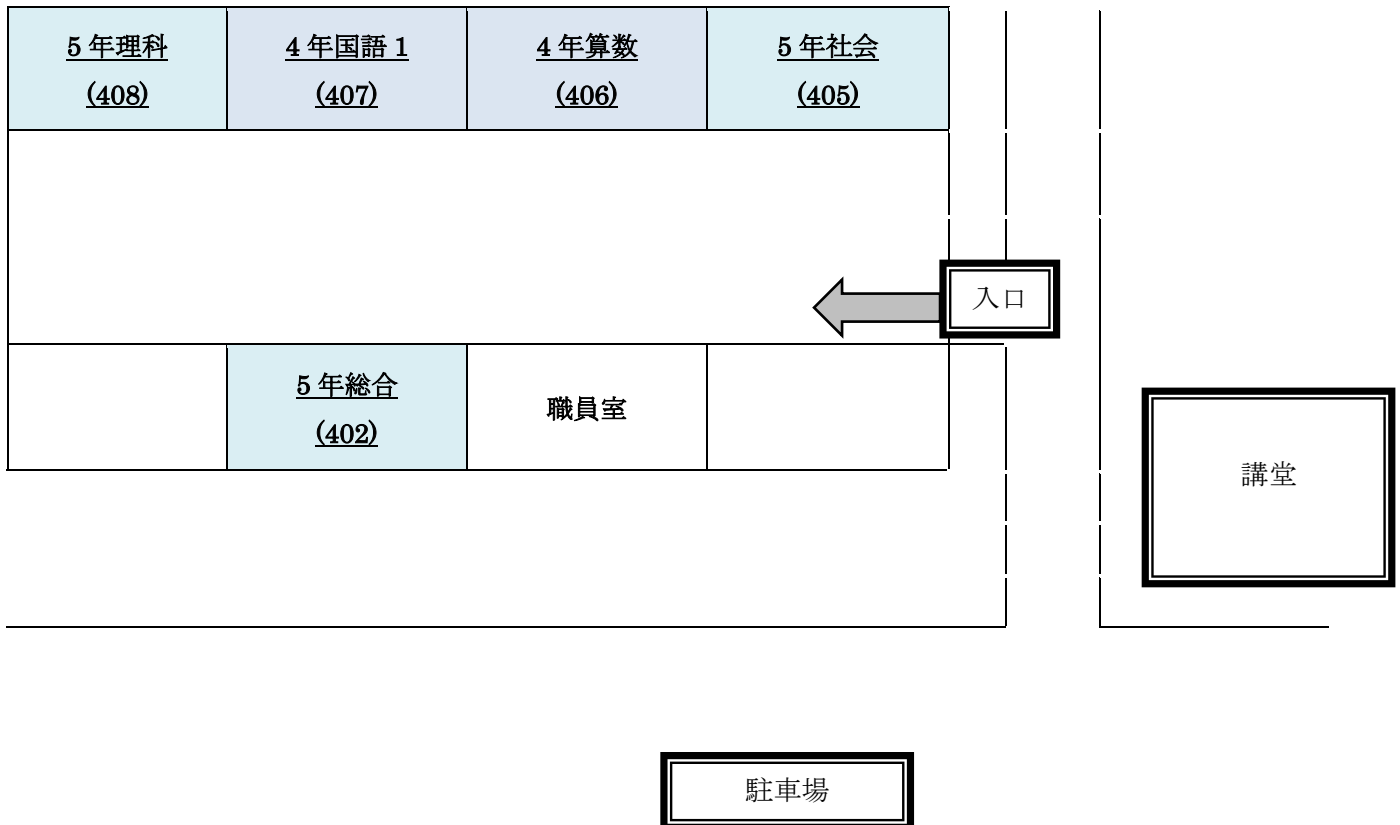 5 年理科
(408)
4 年国語 1
(407)
4 年算数
(406)
5 年社会
(405)
入口
5 年総合
(402)
職員室
講堂
駐車場